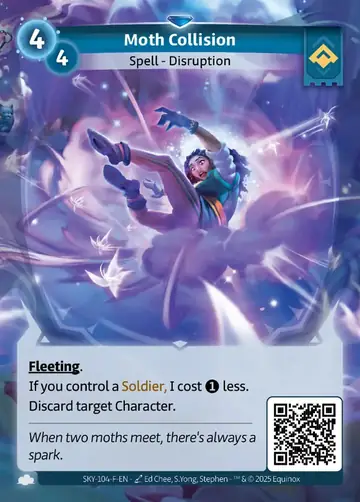 4
Moth Collision
4
Spell - Disruption
Fleeting.
If you control a Soldier, I cost 1 less.
Discard target Character.
When two moths meet, there's always a
spark.
SKY-104-F-EN - Ed Chee, S.Yong, Stephen - ™ & © 2025 Equinox